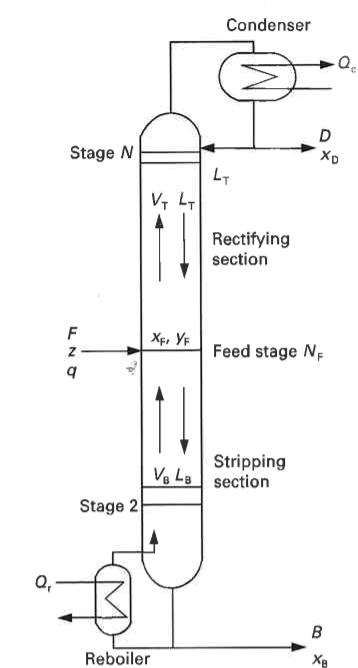 Condenser
Q_c
D
x_D
Stage N
L_T
V_T L_T
Rectifying
section
F
z
q
x_F, y_F
Feed stage N_F
Stripping
section
V_B L_B
Stage 2
Q_r
Reboiler
B
x_B